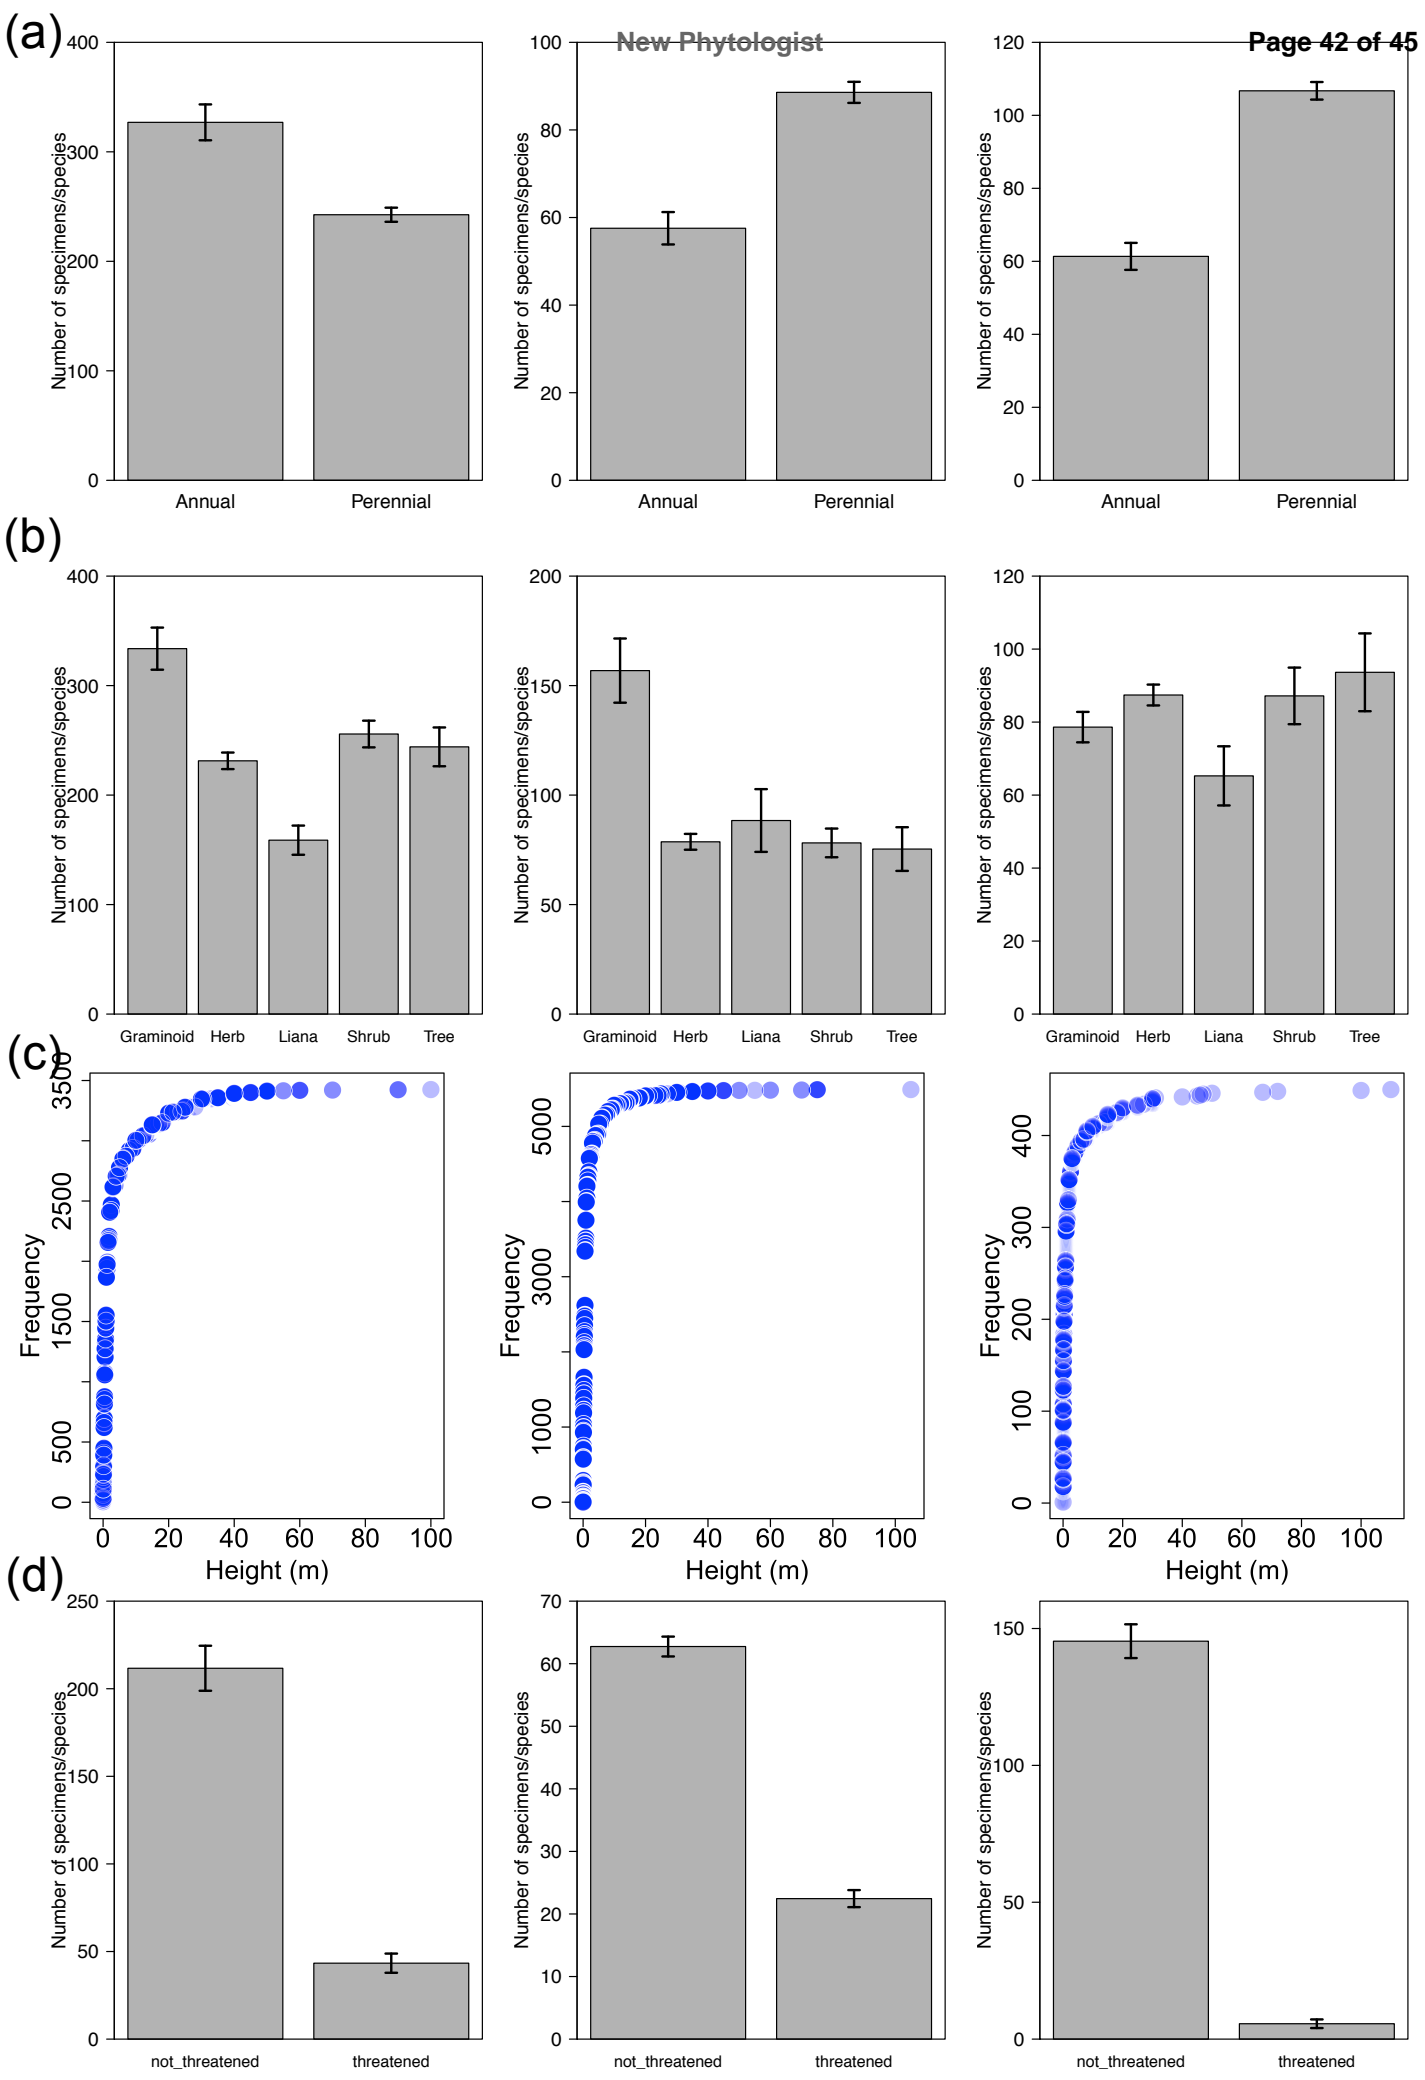 (a)
New Phytologist
Page 42 of 45
400
300
200
100
0
Number of specimens/species
Annual Perennial
100
80
60
40
20
0
Number of specimens/species
Annual Perennial
120
100
80
60
40
20
0
Number of specimens/species
Annual Perennial
(b)
400
300
200
100
0
Number of specimens/species
Graminoid Herb Liana Shrub Tree
200
150
100
50
0
Number of specimens/species
Graminoid Herb Liana Shrub Tree
120
100
80
60
40
20
0
Number of specimens/species
Graminoid Herb Liana Shrub Tree
(c)
3500
2500
1500
500
0
Frequency
0 20 40 60 80 100
Height (m)
5000
3000
1000
0
Frequency
0 20 40 60 80 100
Height (m)
400
300
200
100
0
Frequency
0 20 40 60 80 100
Height (m)
(d)
250
200
150
100
50
0
Number of specimens/species
not_threatened threatened
70
60
50
40
30
20
10
0
Number of specimens/species
not_threatened threatened
150
100
50
0
Number of specimens/species
not_threatened threatened